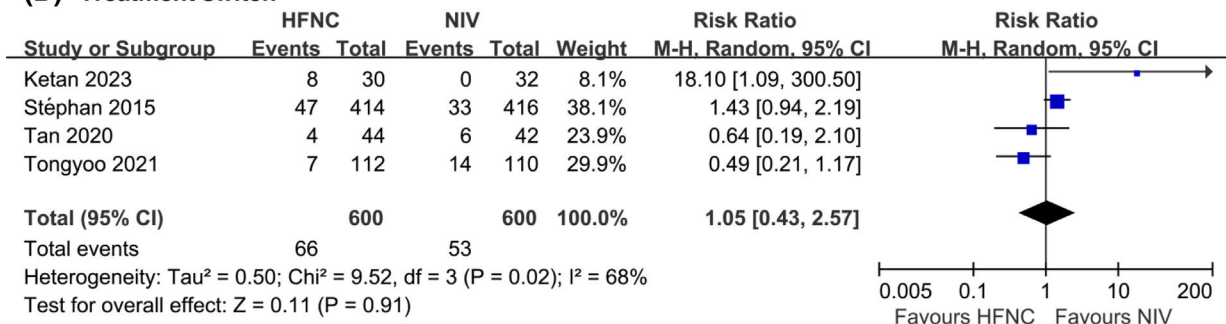 HFNC NIV Risk Ratio Risk Ratio
Study or Subgroup Events Total Events Total Weight M-H, Random, 95% CI M-H, Random, 95% CI
Ketan 2023 8 30 0 32 8.1% 18.10 [1.09, 300.50]
Stéphan 2015 47 414 33 416 38.1% 1.43 [0.94, 2.19]
Tan 2020 4 44 6 42 23.9% 0.64 [0.19, 2.10]
Tongyoo 2021 7 112 14 110 29.9% 0.49 [0.21, 1.17]
Total (95% CI) 600 600 100.0% 1.05 [0.43, 2.57]
Total events 66 53
Heterogeneity: Tau² = 0.50; Chi² = 9.52, df = 3 (P = 0.02); I² = 68%
Test for overall effect: Z = 0.11 (P = 0.91)
0.005 0.1 1 10 200
Favours HFNC Favours NIV